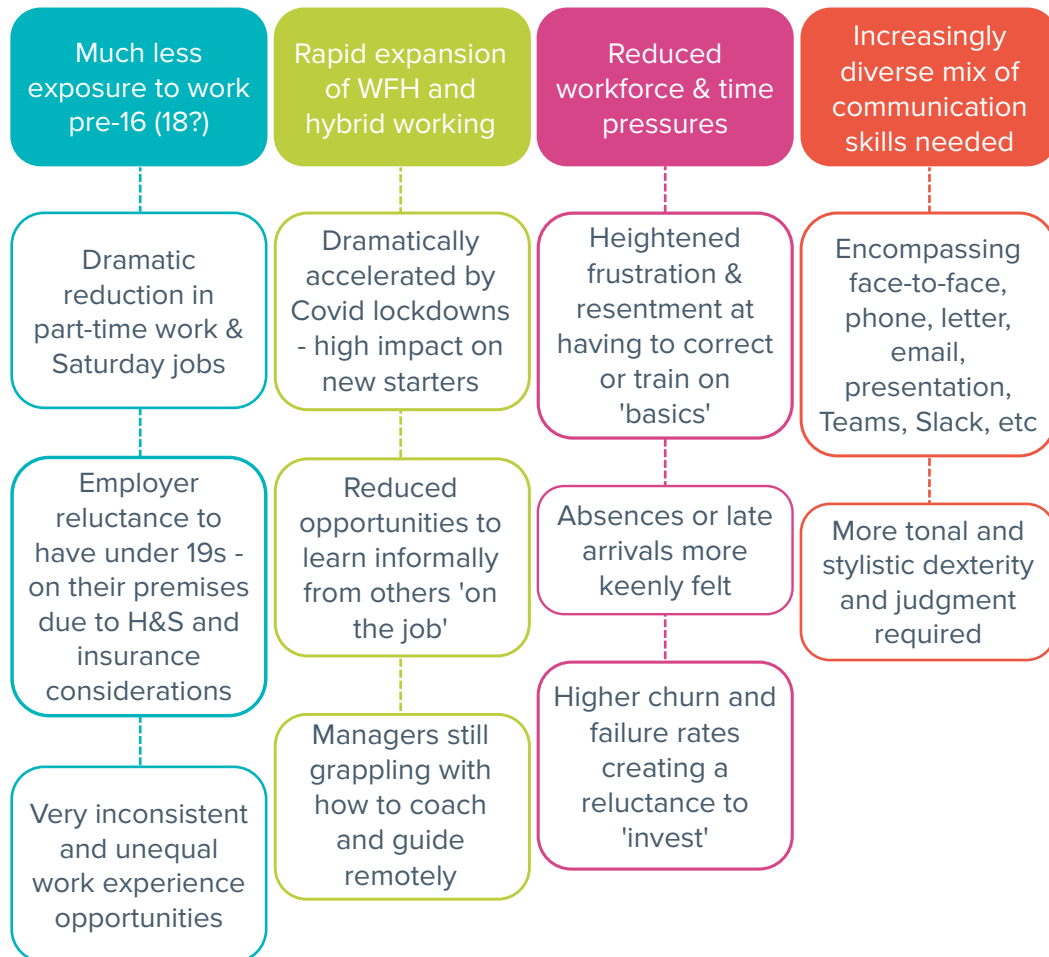 Much less
exposure to work
pre-16 (18?)
Dramatic
reduction in
part-time work &
Saturday jobs
Employer
reluctance to
have under 19s -
on their premises
due to H&S and
insurance
considerations
Very inconsistent
and unequal
work experience
opportunities
Rapid expansion
of WFH and
hybrid working
Dramatically
accelerated by
Covid lockdowns
- high impact on
new starters
Reduced
opportunities to
learn informally
from others 'on
the job'
Managers still
grappling with
how to coach
and guide
remotely
Reduced
workforce & time
pressures
Heightened
frustration &
resentment at
having to correct
or train on
'basics'
Absences or late
arrivals more
keenly felt
Higher churn and
failure rates
creating a
reluctance to
'invest'
Increasingly
diverse mix of
communication
skills needed
Encompassing
face-to-face,
phone, letter,
email,
presentation,
Teams, Slack, etc
More tonal and
stylistic dexterity
and judgment
required